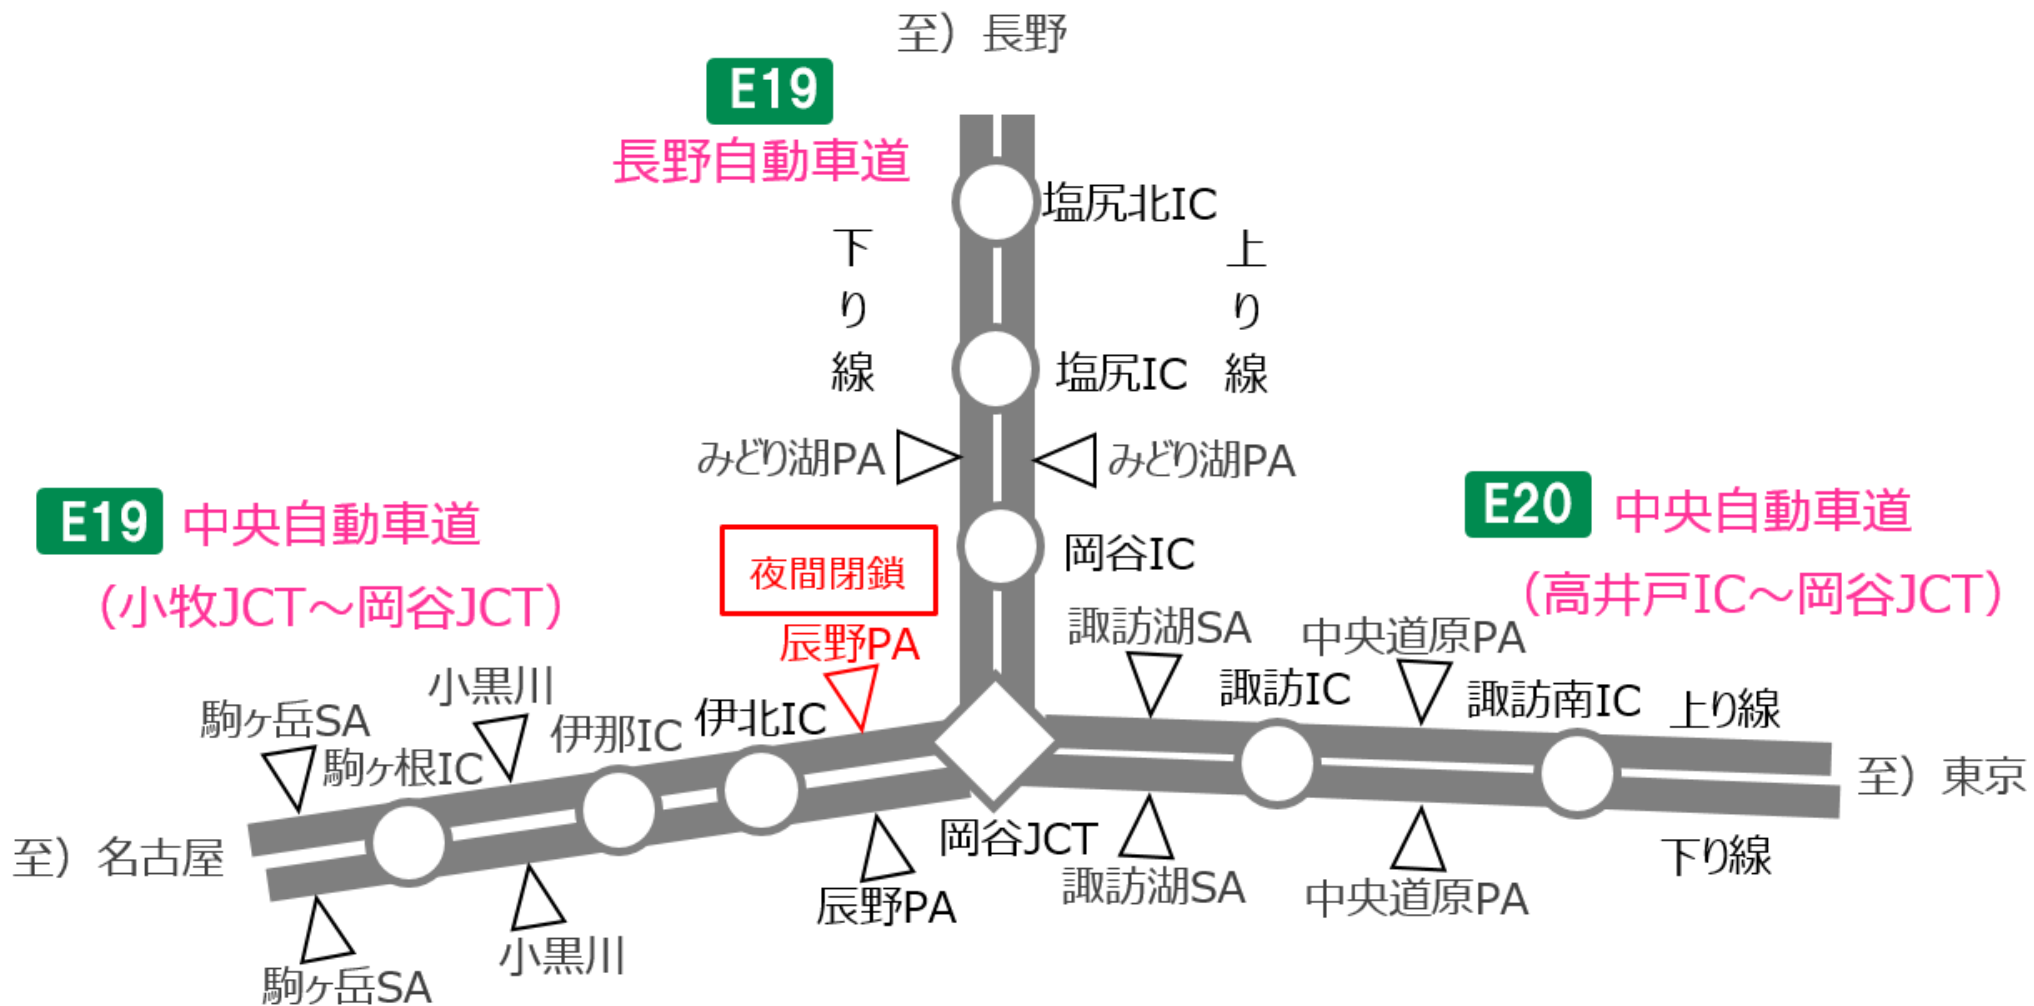 至）長野
E19
長野自動車道
塩尻北IC
下り線
上り線
塩尻IC
みどり湖PA
みどり湖PA
E19 中央自動車道
（小牧JCT～岡谷JCT）
E20 中央自動車道
（高井戸IC～岡谷JCT）
夜間閉鎖
岡谷IC
辰野PA
諏訪湖SA
中央道原PA
小黒川
駒ヶ岳SA
駒ヶ根IC
伊那IC
伊北IC
諏訪IC
諏訪南IC
上り線
至）東京
至）名古屋
岡谷JCT
下り線
辰野PA
諏訪湖SA
中央道原PA
小黒川
駒ヶ岳SA